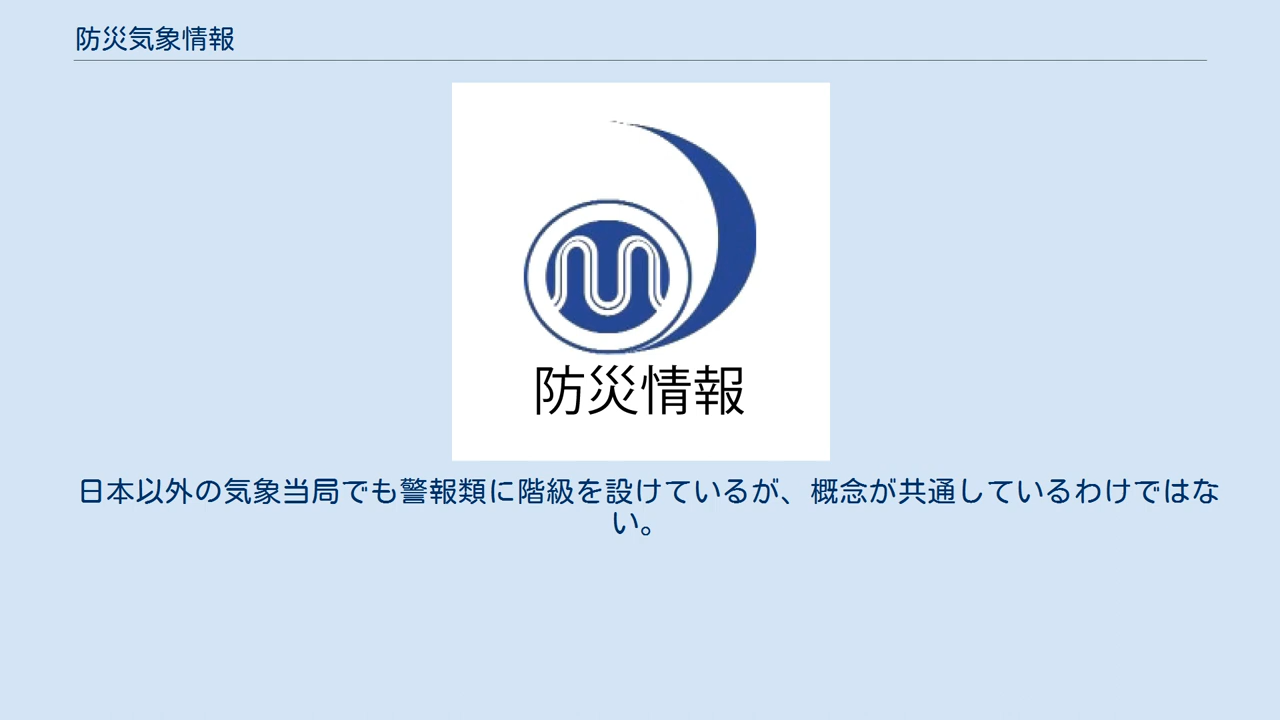 防災気象情報
防災情報
日本以外の気象当局でも警報類に階級を設けているが、概念が共通しているわけではな
い。